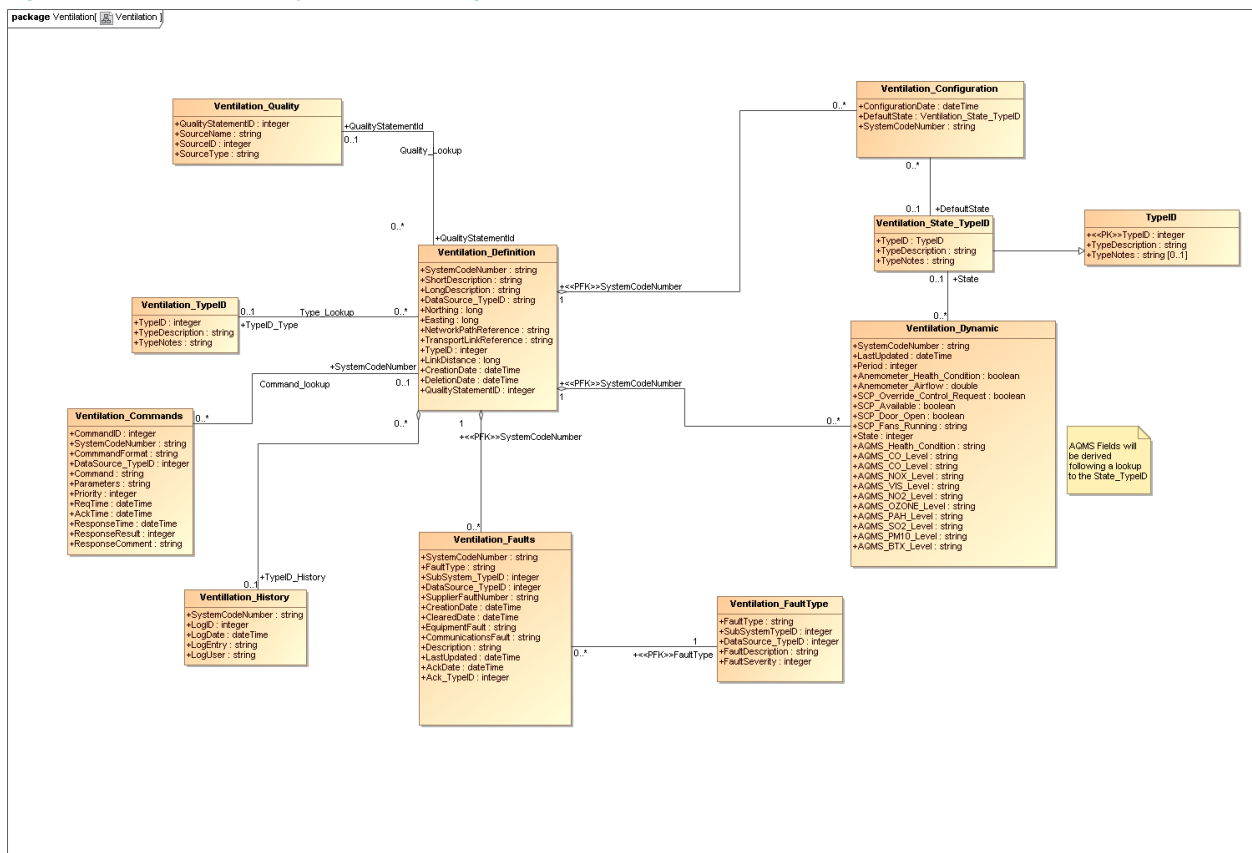 package Ventilation[ Ventilation ]
Ventilation_Quality
+QualityStatementID : integer
+SourceName : string
+SourceID : integer
+SourceType : string
+QualityStatementId
0..1
Quality_Lookup
0..*
+QualityStatementId
Ventilation_Configuration
+ConfigurationDate : dateTime
+DefaultState : Ventilation_State_TypeID
+SystemCodeNumber : string
0..*
0..*
0..1
+DefaultState
Ventilation_State_TypeID
+TypeID : TypeID
+TypeDescription : string
+TypeNotes : string
TypeID
+<<PK>>TypeID : integer
+TypeDescription : string
+TypeNotes : string [0..1]
0..1
+State
0..*
Ventilation_Definition
+SystemCodeNumber : string
+ShortDescription : string
+LongDescription : string
+DataSource_TypeID : string
+Northing : long
+Easting : long
+NetworkPathReference : string
+TransportLinkReference : string
+TypeID : integer
+LinkDistance : long
+CreationDate : dateTime
+DeletionDate : dateTime
+QualityStatementID : integer
+<<PFK>>SystemCodeNumber
1
+<<PFK>>SystemCodeNumber
1
0..*
Ventilation_TypeID
+TypeID : integer
+TypeDescription : string
+TypeNotes : string
0..1
Type_Lookup
0..*
+TypeID_Type
+SystemCodeNumber
Command_lookup
0..1
Ventilation_Commands
+CommandID : integer
+SystemCodeNumber : string
+CommmandFormat : string
+DataSource_TypeID : integer
+Command : string
+Parameters : string
+Priority : integer
+ReqTime : dateTime
+AckTime : dateTime
+ResponseTime : dateTime
+ResponseResult : integer
+ResponseComment : string
0..*
0..*
1
+<<PFK>>SystemCodeNumber
0..*
Ventilation_Dynamic
+SystemCodeNumber : string
+LastUpdated : dateTime
+Period : integer
+Anemometer_Health_Condition : boolean
+Anemometer_Airflow : double
+SCP_Override_Control_Request : boolean
+SCP_Available : boolean
+SCP_Door_Open : boolean
+SCP_Fans_Running : string
+State : integer
+AQMS_Health_Condition : string
+AQMS_CO_Level : string
+AQMS_CO_Level : string
+AQMS_NOX_Level : string
+AQMS_VIS_Level : string
+AQMS_NO2_Level : string
+AQMS_OZONE_Level : string
+AQMS_PAH_Level : string
+AQMS_SO2_Level : string
+AQMS_PM10_Level : string
+AQMS_BTX_Level : string
AQMS Fields will
be derived
following a lookup
to the State_TypeID
+TypeID_History
0..1
Ventillation_History
+SystemCodeNumber : string
+LogID : integer
+LogDate : dateTime
+LogEntry : string
+LogUser : string
Ventilation_Faults
+SystemCodeNumber : string
+FaultType : string
+SubSystem_TypeID : integer
+DataSource_TypeID : integer
+SupplierFaultNumber : string
+CreationDate : dateTime
+ClearedDate : dateTime
+EquipmentFault : string
+CommunicationsFault : string
+Description : string
+LastUpdated : dateTime
+AckDate : dateTime
+Ack_TypeID : integer
0..*
1
+<<PFK>>FaultType
Ventilation_FaultType
+FaultType : string
+SubSystemTypeID : integer
+DataSource_TypeID : integer
+FaultDescription : string
+FaultSeverity : integer